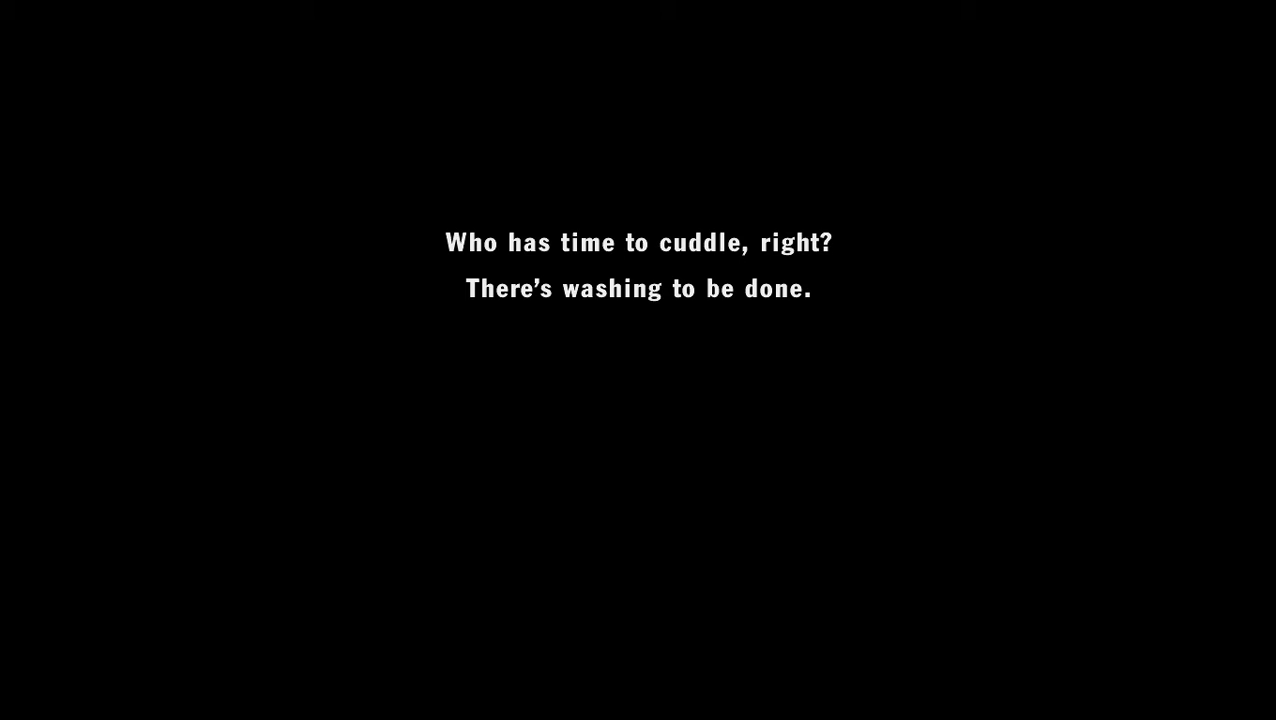 Who has time to cuddle, right?
There’s washing to be done.